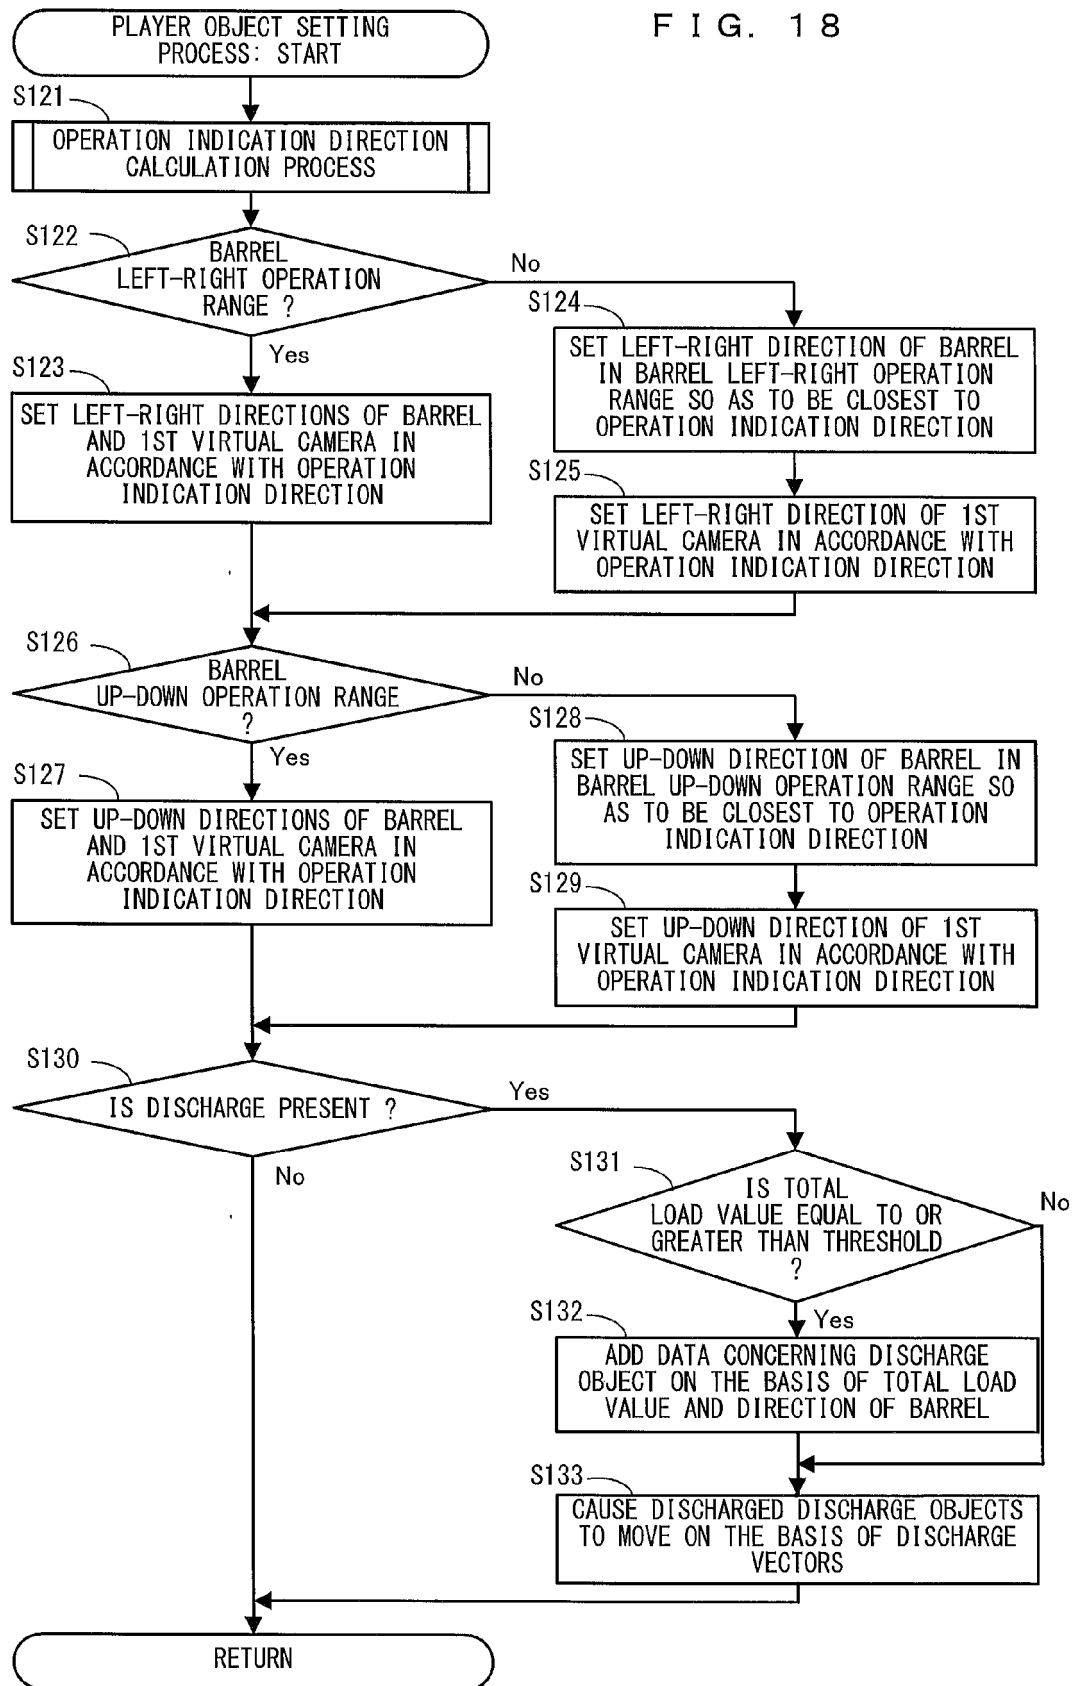 FIG. 18
PLAYER OBJECT SETTING
PROCESS: START
S121
OPERATION INDICATION DIRECTION
CALCULATION PROCESS
S122
BARREL
LEFT-RIGHT OPERATION
RANGE ?
No
Yes
S123
SET LEFT-RIGHT DIRECTIONS OF BARREL
AND 1ST VIRTUAL CAMERA IN
ACCORDANCE WITH OPERATION
INDICATION DIRECTION
S124
SET LEFT-RIGHT DIRECTION OF BARREL
IN BARREL LEFT-RIGHT OPERATION
RANGE SO AS TO BE CLOSEST TO
OPERATION INDICATION DIRECTION
S125
SET LEFT-RIGHT DIRECTION OF 1ST
VIRTUAL CAMERA IN ACCORDANCE WITH
OPERATION INDICATION DIRECTION
S126
BARREL
UP-DOWN OPERATION RANGE
?
No
Yes
S127
SET UP-DOWN DIRECTIONS OF BARREL
AND 1ST VIRTUAL CAMERA IN
ACCORDANCE WITH OPERATION
INDICATION DIRECTION
S128
SET UP-DOWN DIRECTION OF BARREL IN
BARREL UP-DOWN OPERATION RANGE SO
AS TO BE CLOSEST TO OPERATION
INDICATION DIRECTION
S129
SET UP-DOWN DIRECTION OF 1ST
VIRTUAL CAMERA IN ACCORDANCE WITH
OPERATION INDICATION DIRECTION
S130
IS DISCHARGE PRESENT ?
Yes
No
S131
IS TOTAL
LOAD VALUE EQUAL TO OR
GREATER THAN THRESHOLD
?
No
Yes
S132
ADD DATA CONCERNING DISCHARGE
OBJECT ON THE BASIS OF TOTAL LOAD
VALUE AND DIRECTION OF BARREL
S133
CAUSE DISCHARGED DISCHARGE OBJECTS
TO MOVE ON THE BASIS OF DISCHARGE
VECTORS
RETURN